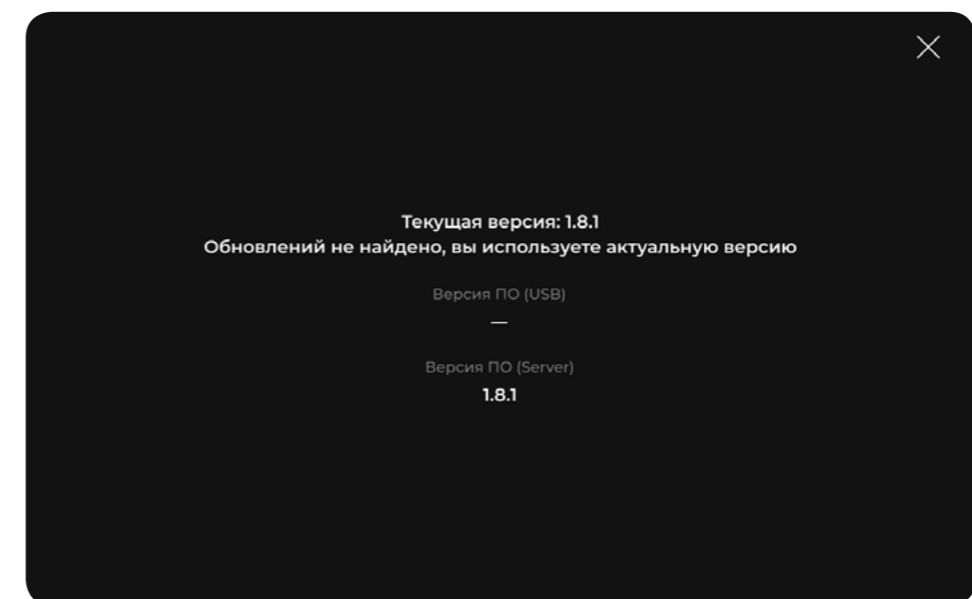 Текущая версия: 1.8.1
Обновлений не найдено, вы используете актуальную версию
Версия ПО (USB)
—
Версия ПО (Server)
1.8.1